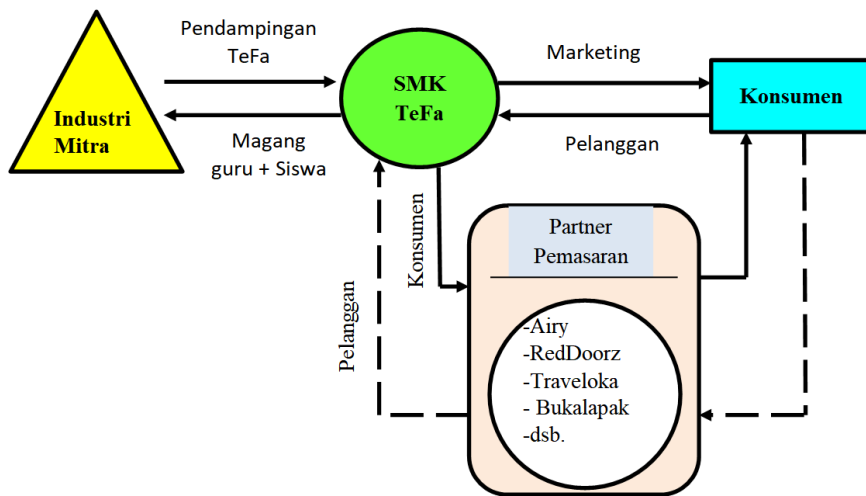 Pendampingan
TeFa
Industri
Mitra
Magang
guru + Siswa
SMK
TeFa
Marketing
Pelanggan
Konsumen
Konsumen
Pelanggan
Partner
Pemasaran
-Airy
-RedDoorz
-Traveloka
- Bukalapak
-dsb.